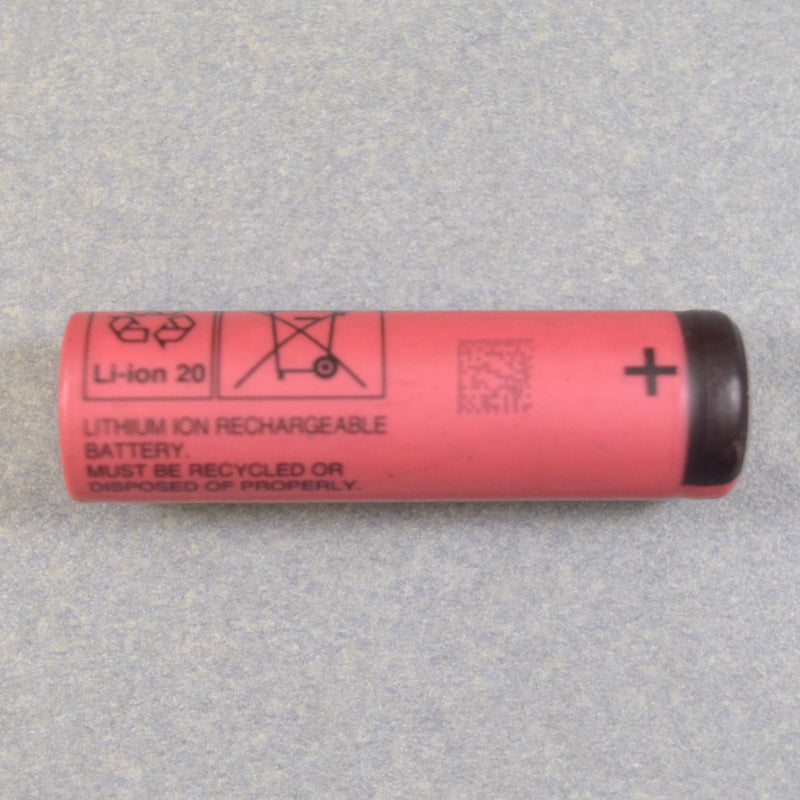 Li-ion 20
LITHIUM ION RECHARGEABLE
BATTERY.
MUST BE RECYCLED OR
DISPOSED OF PROPERLY.
+